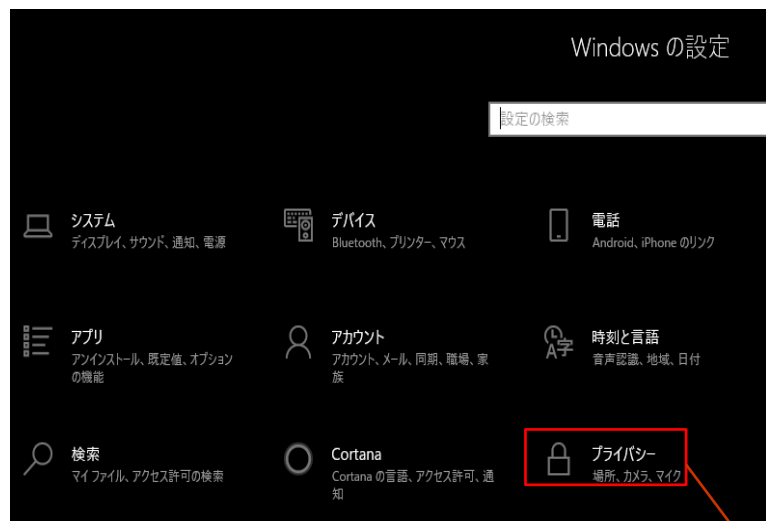 Windows の設定
設定の検索
システム
ディスプレイ、サウンド、通知、電源
デバイス
Bluetooth、プリンター、マウス
電話
Android、iPhone のリンク
アプリ
アンインストール、既定値、オプション
の機能
アカウント
アカウント、メール、同期、職場、家
族
時刻と言語
音声認識、地域、日付
検索
マイ ファイル、アクセス許可の検索
Cortana
Cortana の言語、アクセス許可、通
知
プライバシー
場所、カメラ、マイク